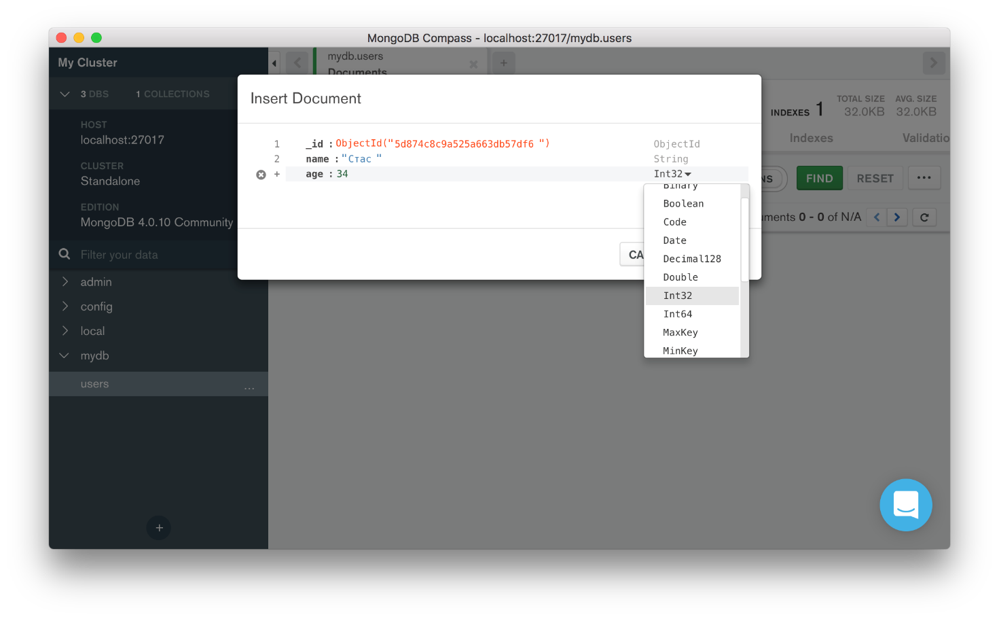 MongoDB Compass - localhost:27017/mydb.users
My Cluster
3 DBS 1 COLLECTIONS
HOST
localhost:27017
CLUSTER
Standalone
EDITION
MongoDB 4.0.10 Community
Filter your data
admin
config
local
mydb
users ...
+
mydb.users
Documents
+
INDEXES 1
TOTAL SIZE
32.0KB
AVG. SIZE
32.0KB
Indexes
Validatio
NS
FIND
RESET
...
ments 0 - 0 of N/A
Insert Document
1 _id : ObjectId("5d874c8c9a525a663db57df6 ") ObjectId
2 name : "Стас " String
+ age : 34 Int32
CA
Binary
Boolean
Code
Date
Decimal128
Double
Int32
Int64
MaxKey
MinKey